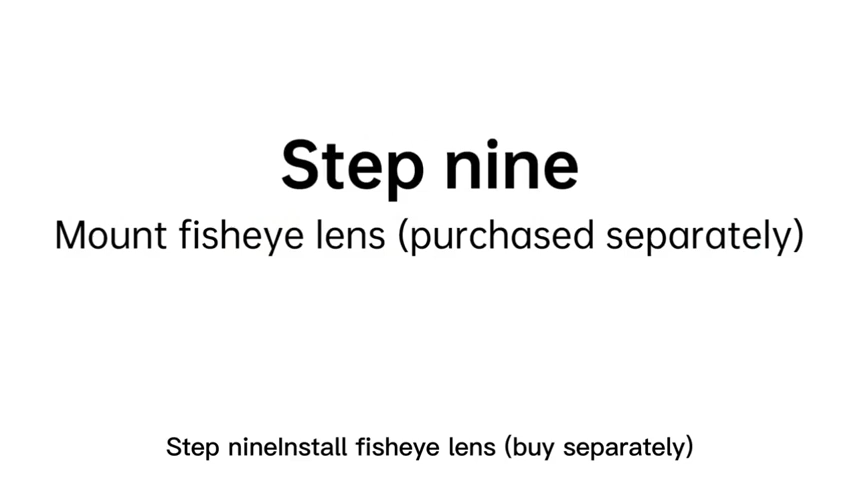 Step nine
Mount fisheye lens (purchased separately)
Step nineInstall fisheye lens (buy separately)